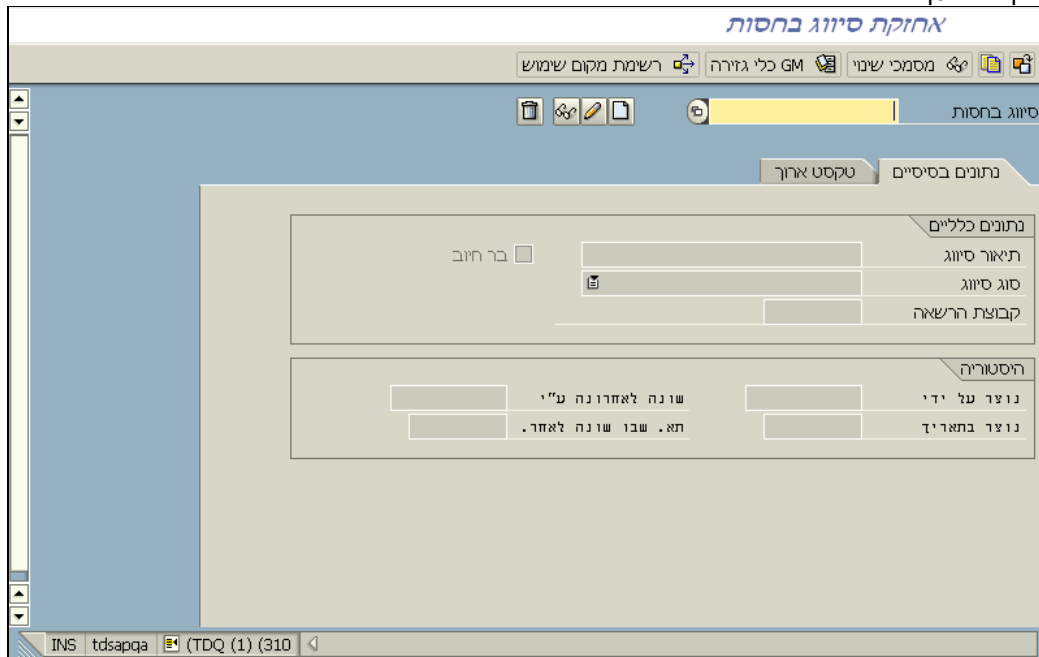 אחזקת סיווג בחסות
מסמכי שינוי GM כלי גזירה רשימת מקום שימוש
סיווג בחסות
נתונים בסיסיים טקסט ארוך
נתונים כלליים
תיאור סיווג בר חיוב
סוג סיווג
קבוצת הרשאה
היסטוריה
נוצר על ידי שונה לאחרונה ע"י
נוצר בתאריך תא. שבו שונה לאחר.
INS tdsapqa (TDQ (1) (310